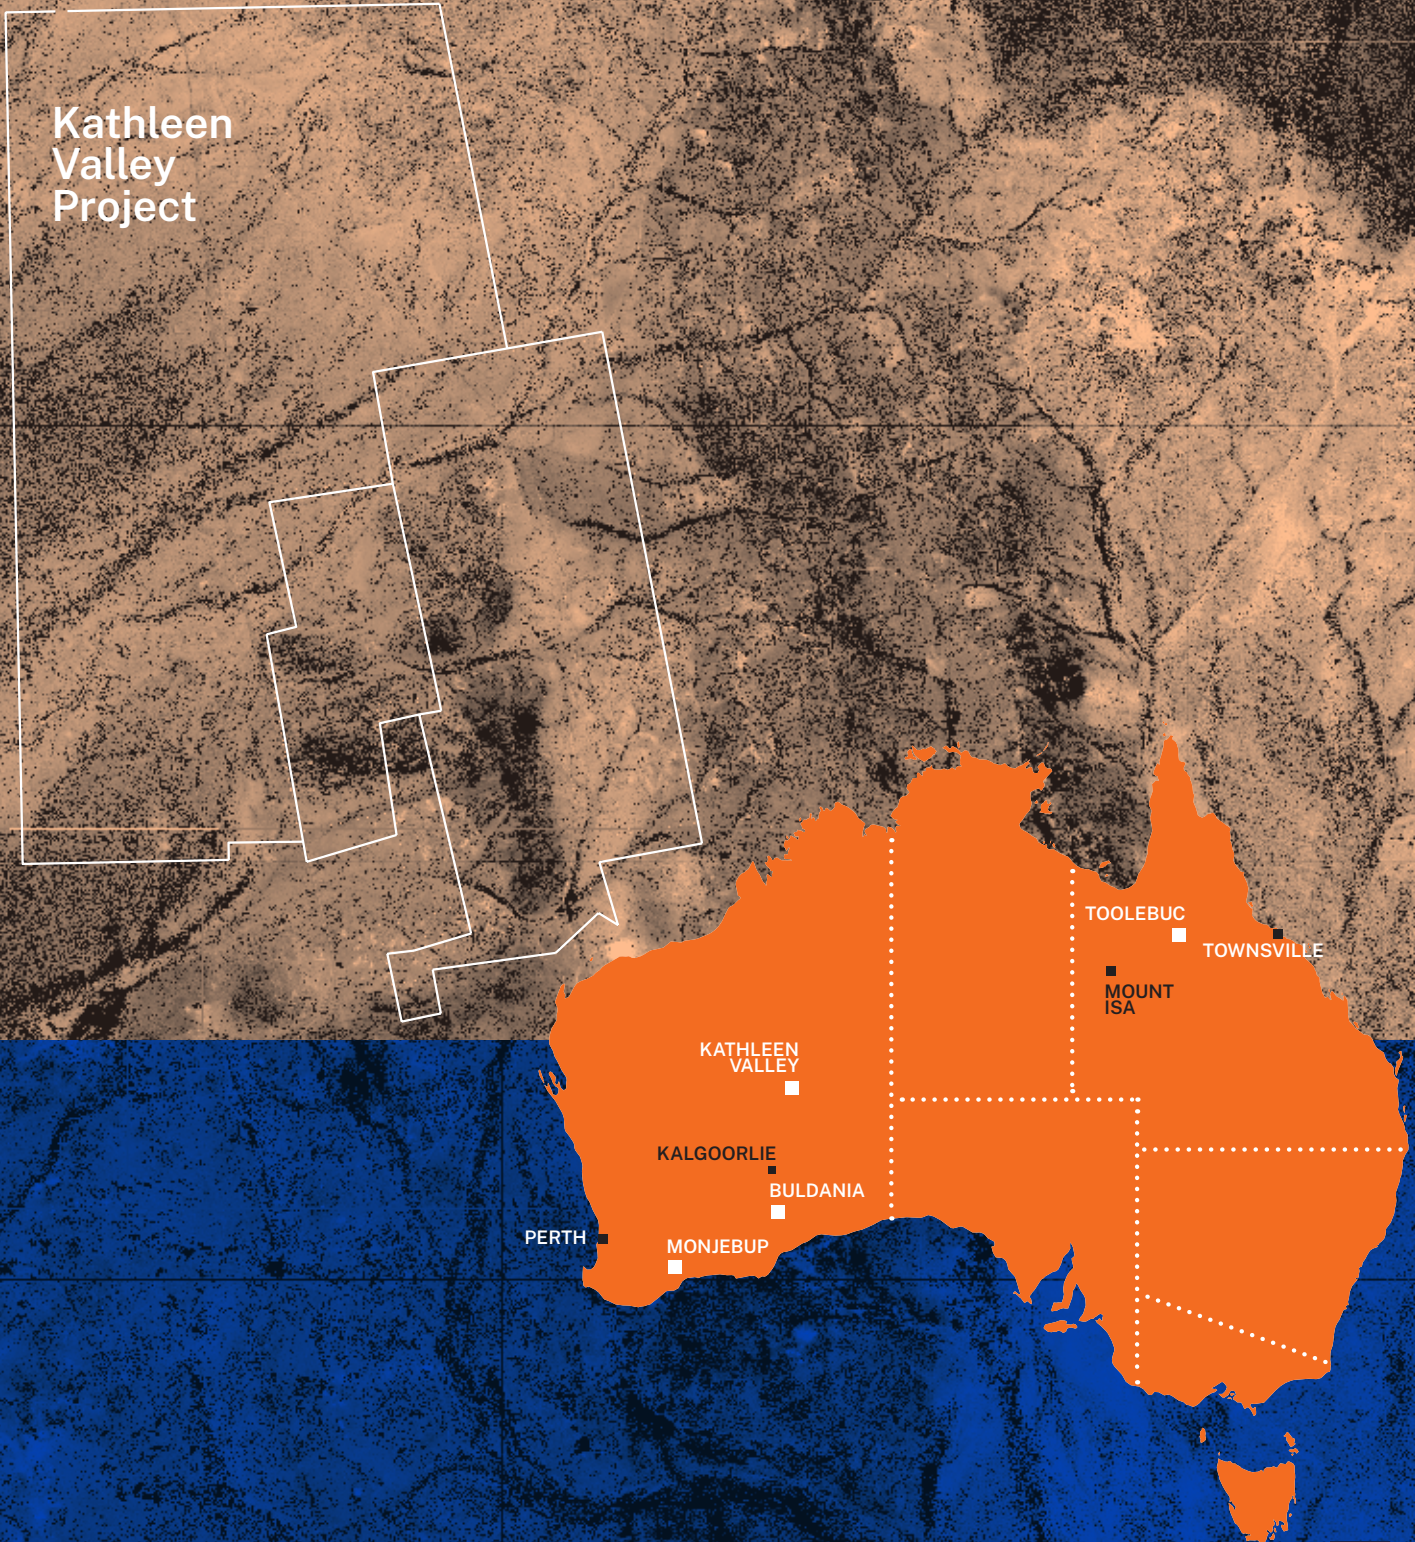 Kathleen
Valley
Project
TOOLEBUC
TOWNSVILLE
MOUNT
ISA
KATHLEEN
VALLEY
KALGOORLIE
BULDANIA
PERTH
MONJEBUP